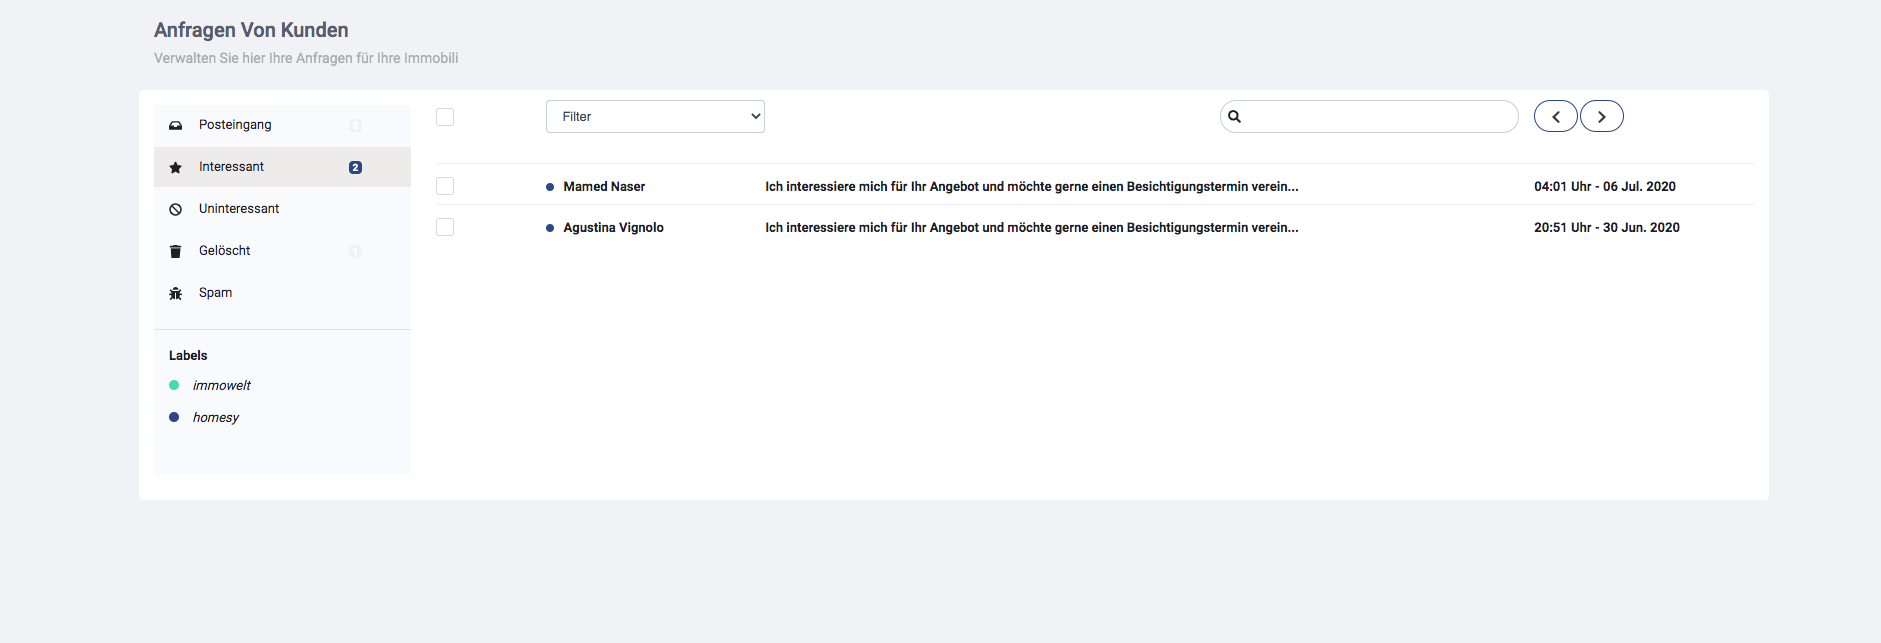 Anfragen Von Kunden
Verwalten Sie hier Ihre Anfragen für Ihre Immobili
Posteingang 2
Interessant 2
Uninteressant
Gelöscht 1
Spam
Labels
immowelt
homesy
Filter
Mamed Naser Ich interessiere mich für Ihr Angebot und möchte gerne einen Besichtigungstermin verein... 04:01 Uhr - 06 Jul. 2020
Agustina Vignolo Ich interessiere mich für Ihr Angebot und möchte gerne einen Besichtigungstermin verein... 20:51 Uhr - 30 Jun. 2020